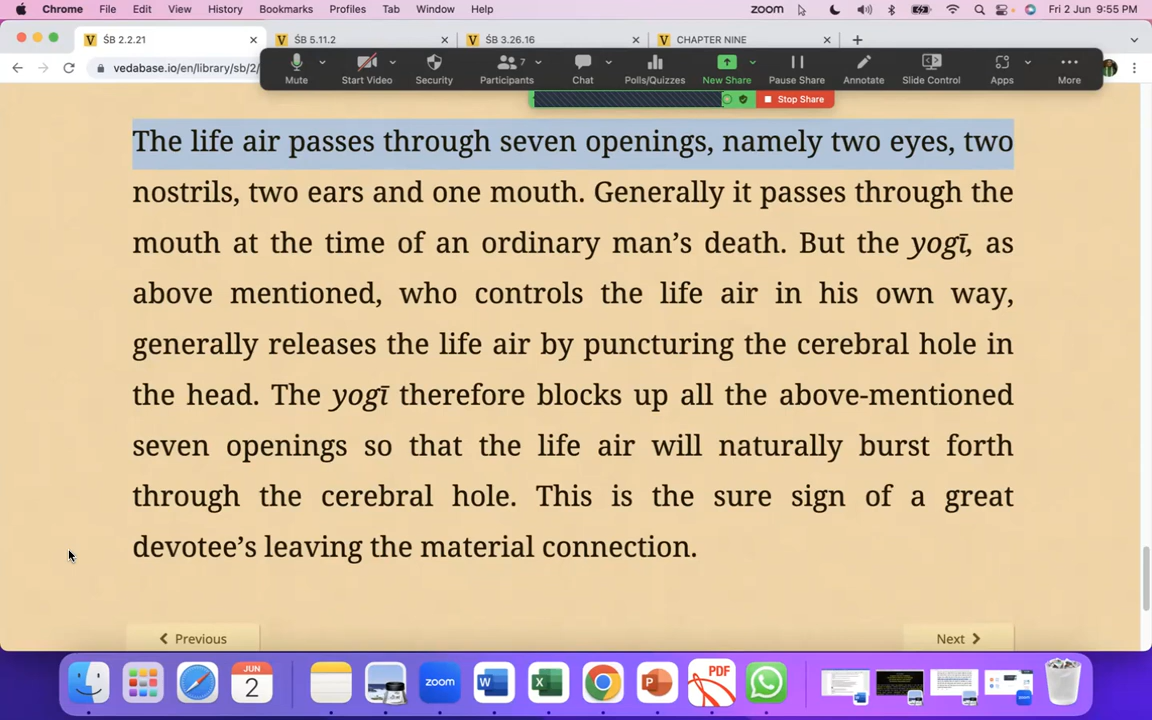 Chrome File Edit View History Bookmarks Profiles Tab Window Help zoom Fri 2 Jun 9:55 PM
ŚB 2.2.21 ŚB 5.11.2 ŚB 3.26.16 CHAPTER NINE
vedabase.io/en/library/sb/2/
Mute Start Video Security Participants 7 Chat Polls/Quizzes New Share Pause Share Annotate Slide Control Apps More
Stop Share
The life air passes through seven openings, namely two eyes, two
nostrils, two ears and one mouth. Generally it passes through the
mouth at the time of an ordinary man’s death. But the yogī, as
above mentioned, who controls the life air in his own way,
generally releases the life air by puncturing the cerebral hole in
the head. The yogī therefore blocks up all the above-mentioned
seven openings so that the life air will naturally burst forth
through the cerebral hole. This is the sure sign of a great
devotee’s leaving the material connection.
Previous Next
JUN
2 zoom W X P PDF